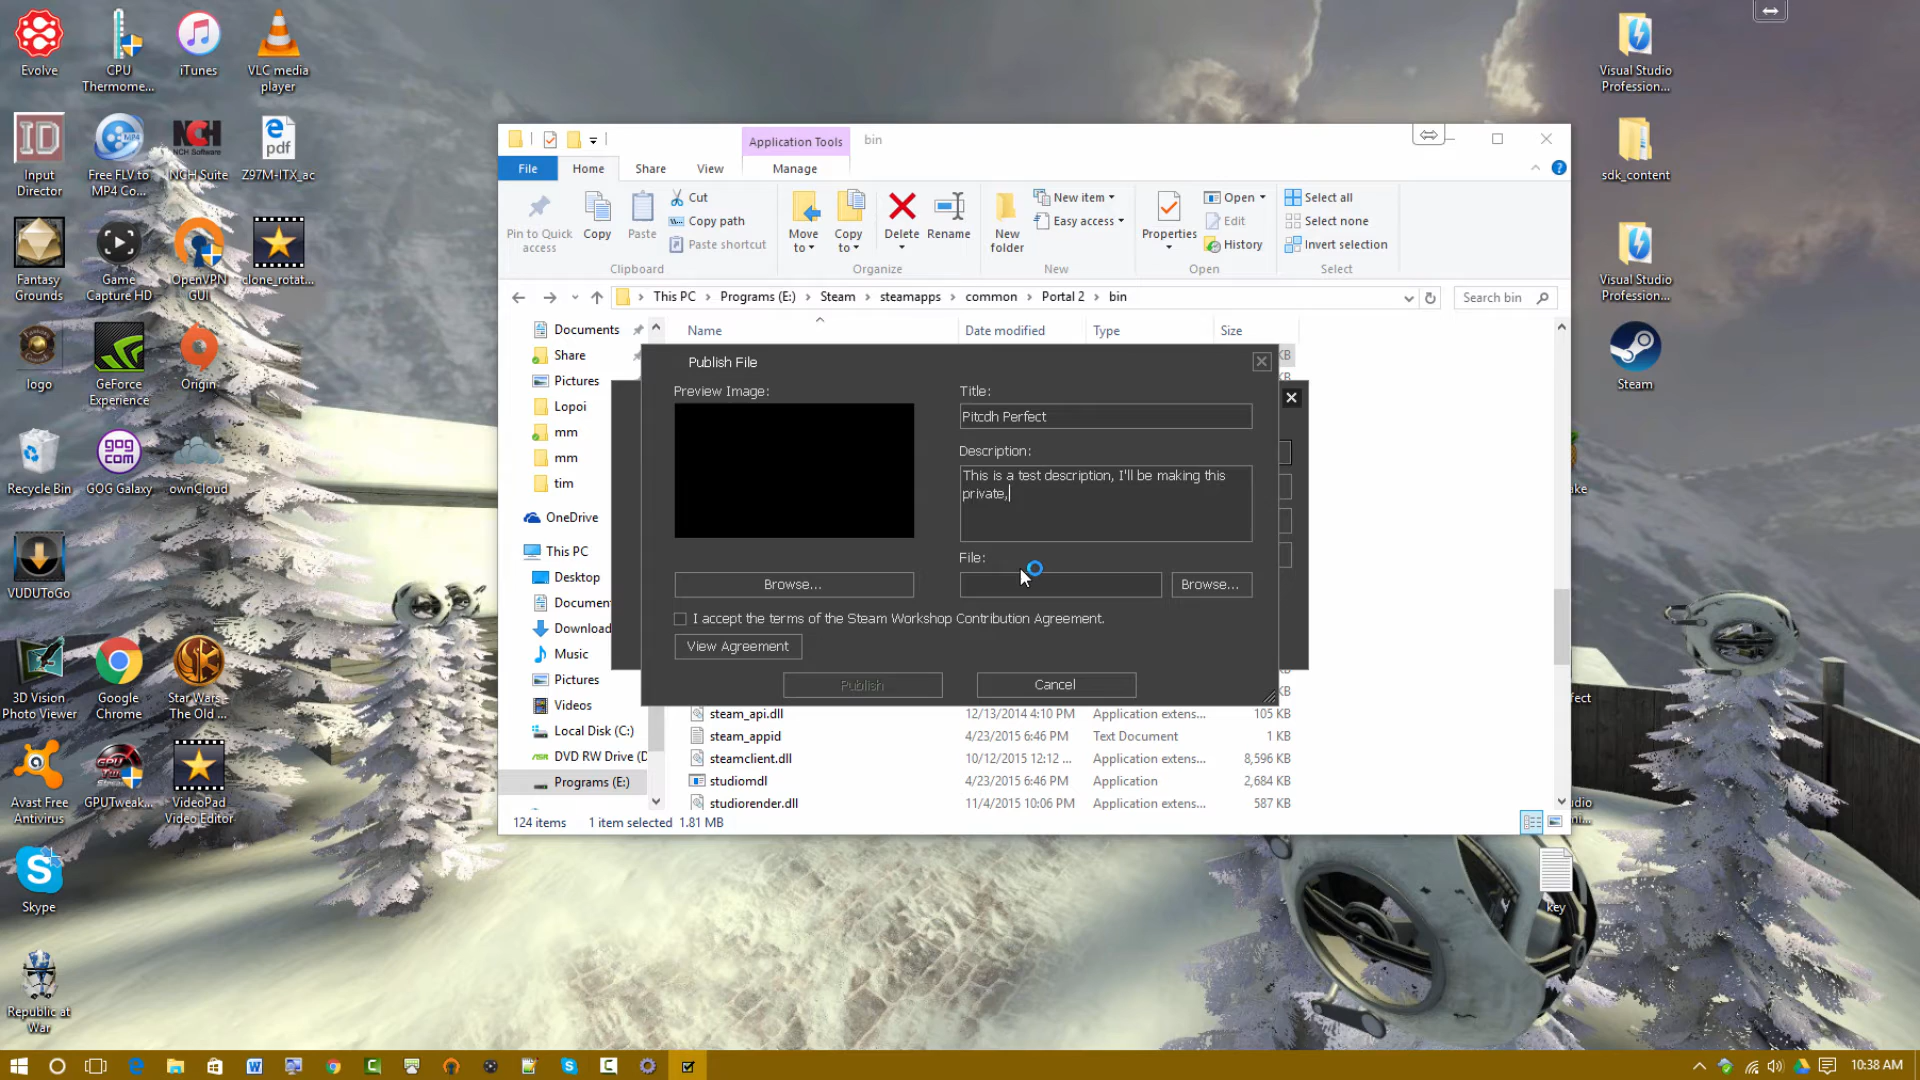 Evolve
CPU
Thermome...
iTunes
VLC media
player
Input
Director
Free FLV to
MP4 Co...
NCH Suite
Z97M-ITX_ac
Fantasy
Grounds
Game
Capture HD
OpenVPN
GUI
clone_rotat...
logo
GeForce
Experience
Origin
Recycle Bin
GOG Galaxy
ownCloud
VUDUToGo
3D Vision
Photo Viewer
Google
Chrome
Star Wars -
The Old ...
Avast Free
Antivirus
GPUTweak...
VideoPad
Video Editor
Skype
Republic at
War
Visual Studio
Profession...
sdk_content
Visual Studio
Profession...
Steam
key
Application Tools
bin
File
Home
Share
View
Manage
Pin to Quick
access
Copy
Paste
Cut
Copy path
Paste shortcut
Clipboard
Move
to
Copy
to
Delete
Rename
Organize
New
folder
New item
Easy access
New
Properties
Open
Edit
History
Open
Select all
Select none
Invert selection
Select
This PC > Programs (E:) > Steam > steamapps > common > Portal 2 > bin
Search bin
Documents
Share
Pictures
Lopoi
mm
mm
tim
OneDrive
This PC
Desktop
Documen
Download
Music
Pictures
Videos
Local Disk (C:)
DVD RW Drive (D
Programs (E:)
Name
Date modified
Type
Size
Publish File
Preview Image:
Title:
Pitcdh Perfect
Description:
This is a test description, I'll be making this
private,
File:
Browse...
Browse...
I accept the terms of the Steam Workshop Contribution Agreement.
View Agreement
Publish
Cancel
steam_api.dll 12/13/2014 4:10 PM Application extens... 105 KB
steam_appid 4/23/2015 6:46 PM Text Document 1 KB
steamclient.dll 10/12/2015 12:12 ... Application extens... 8,596 KB
studiomdl 4/23/2015 6:46 PM Application 2,684 KB
studiorender.dll 11/4/2015 10:06 PM Application extens... 587 KB
124 items
1 item selected 1.81 MB
10:38 AM